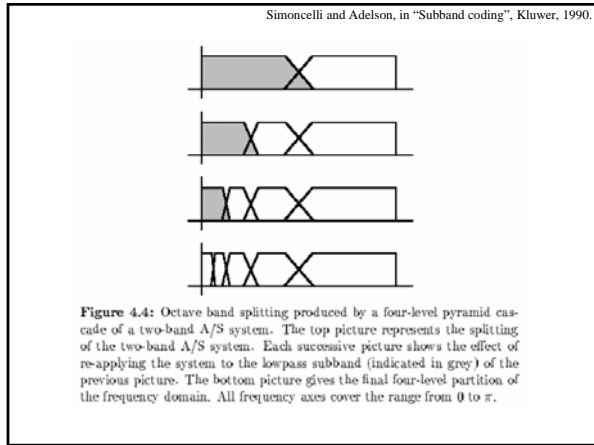 Simoncelli and Adelson, in “Subband coding”, Kluwer, 1990.
Figure 4.4: Octave band splitting produced by a four-level pyramid cas-
cade of a two-band A/S system. The top picture represents the splitting
of the two-band A/S system. Each successive picture shows the effect of
re-applying the system to the lowpass subband (indicated in grey) of the
previous picture. The bottom picture gives the final four-level partition of
the frequency domain. All frequency axes cover the range from 0 to π.